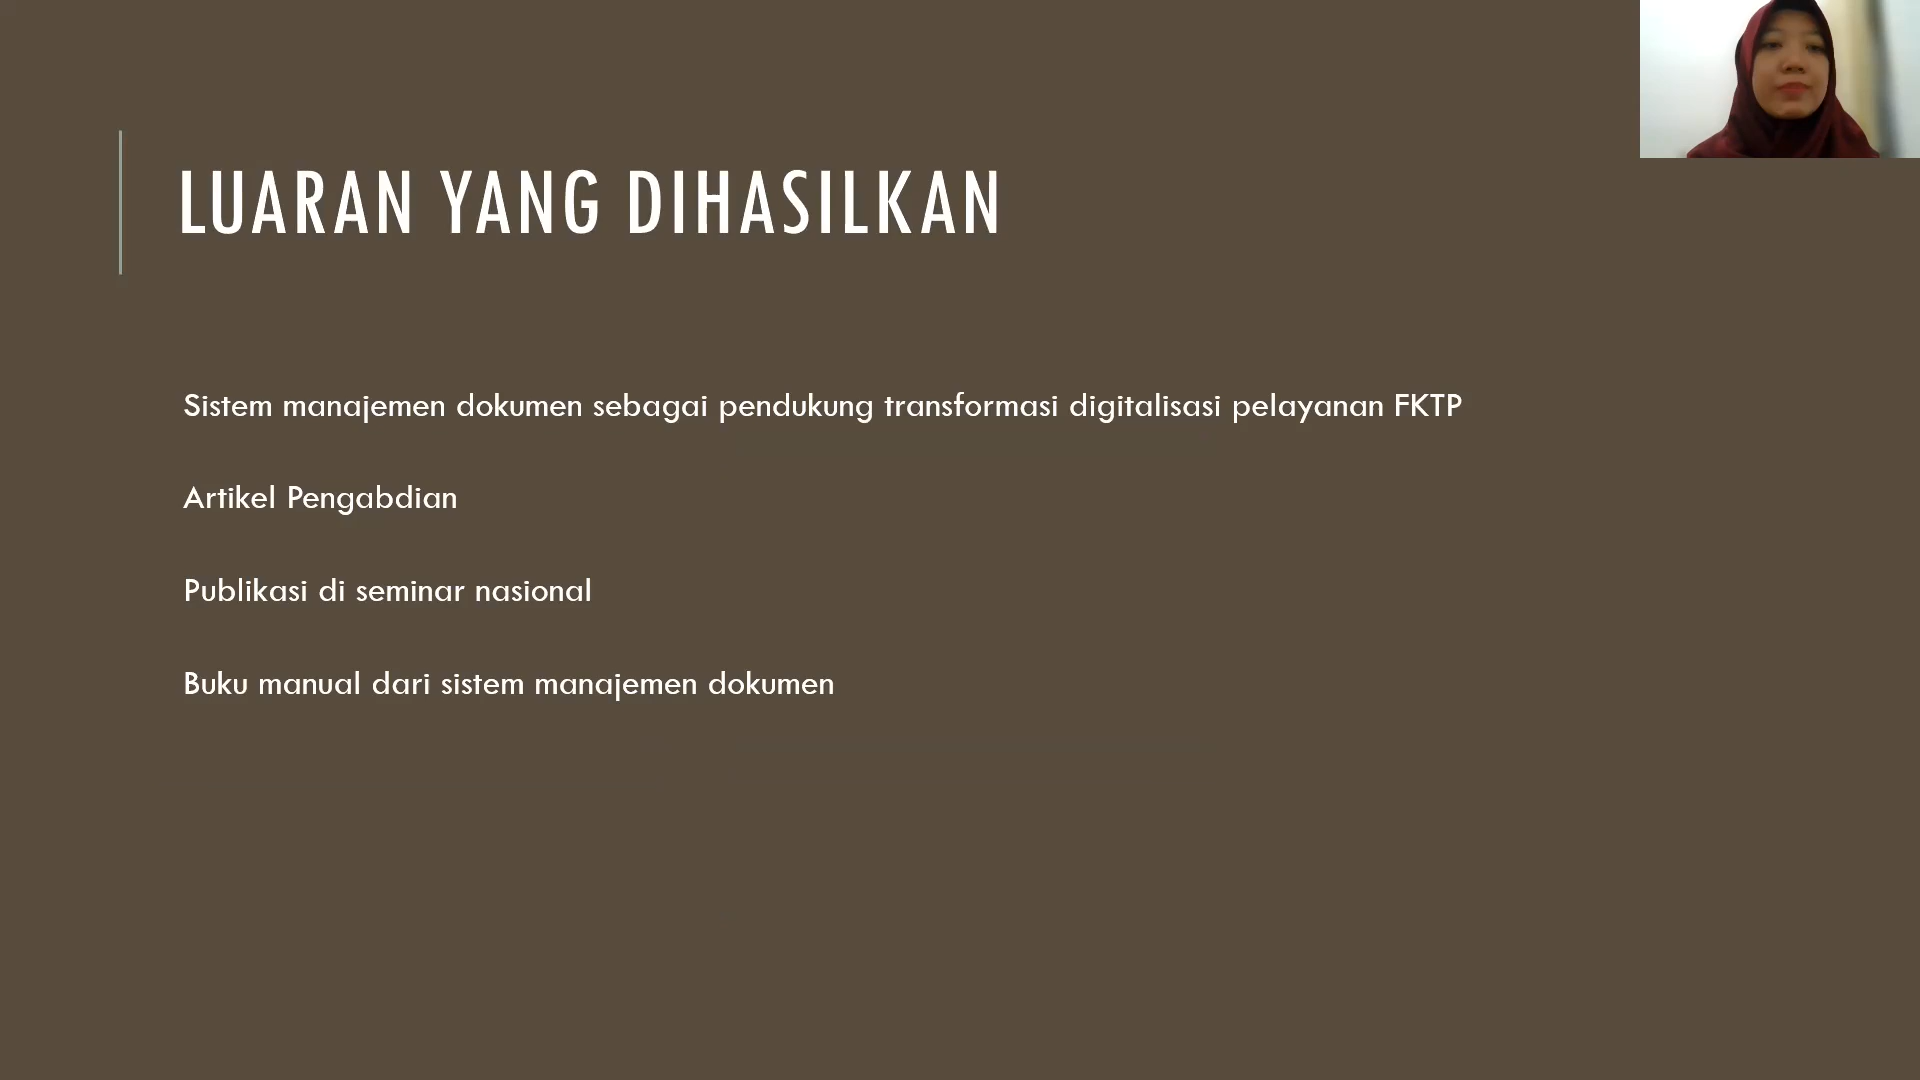 LUARAN YANG DIHASILKAN
Sistem manajemen dokumen sebagai pendukung transformasi digitalisasi pelayanan FKTP
Artikel Pengabdian
Publikasi di seminar nasional
Buku manual dari sistem manajemen dokumen